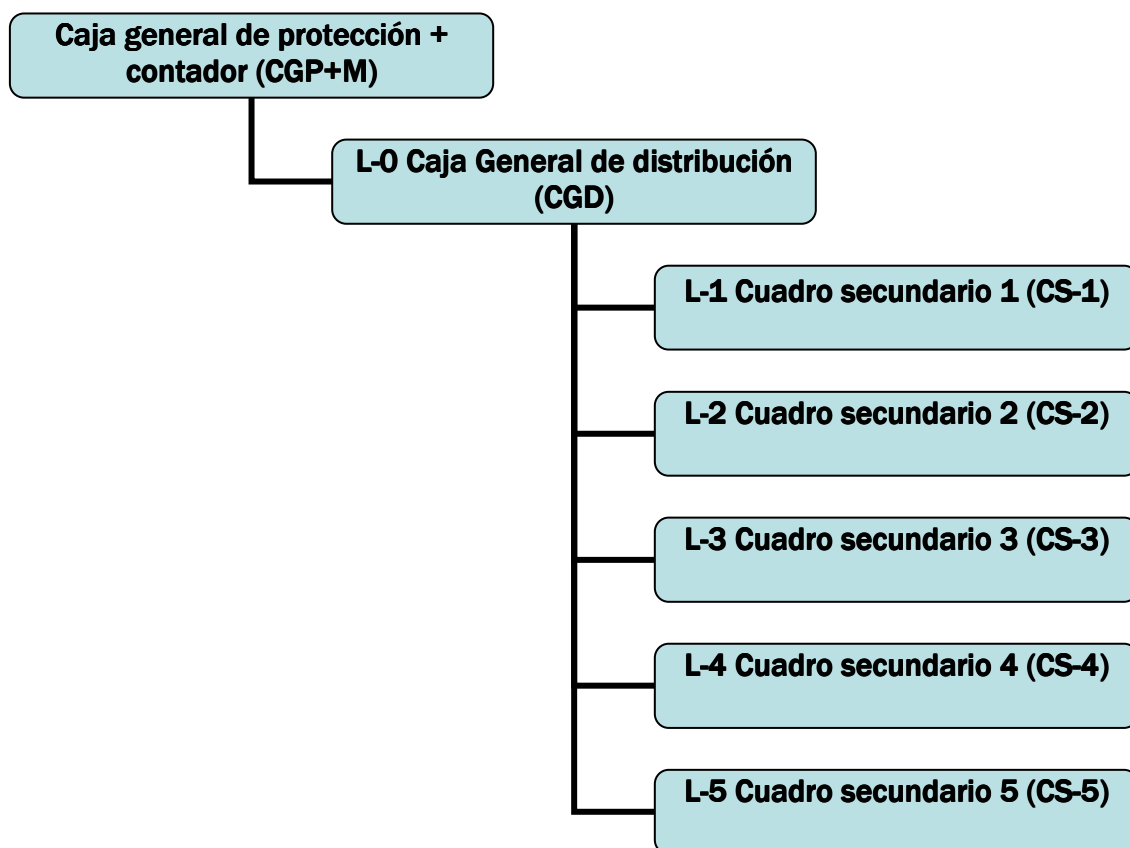 Caja general de protección +
contador (CGP+M)
L-0 Caja General de distribución
(CGD)
L-1 Cuadro secundario 1 (CS-1)
L-2 Cuadro secundario 2 (CS-2)
L-3 Cuadro secundario 3 (CS-3)
L-4 Cuadro secundario 4 (CS-4)
L-5 Cuadro secundario 5 (CS-5)